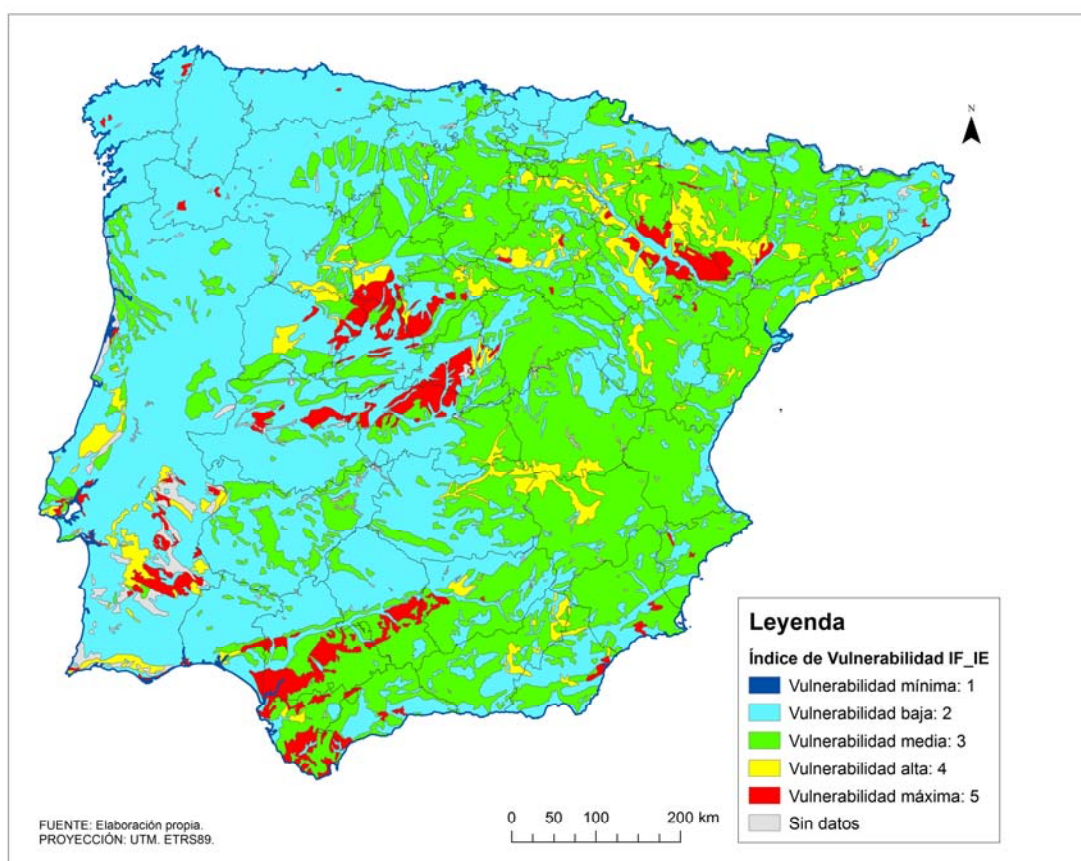 N
Leyenda
Índice de Vulnerabilidad IF_IE
Vulnerabilidad mínima: 1
Vulnerabilidad baja: 2
Vulnerabilidad media: 3
Vulnerabilidad alta: 4
Vulnerabilidad máxima: 5
Sin datos
0 50 100 200 km
FUENTE: Elaboración propia.
PROYECCIÓN: UTM. ETRS89.